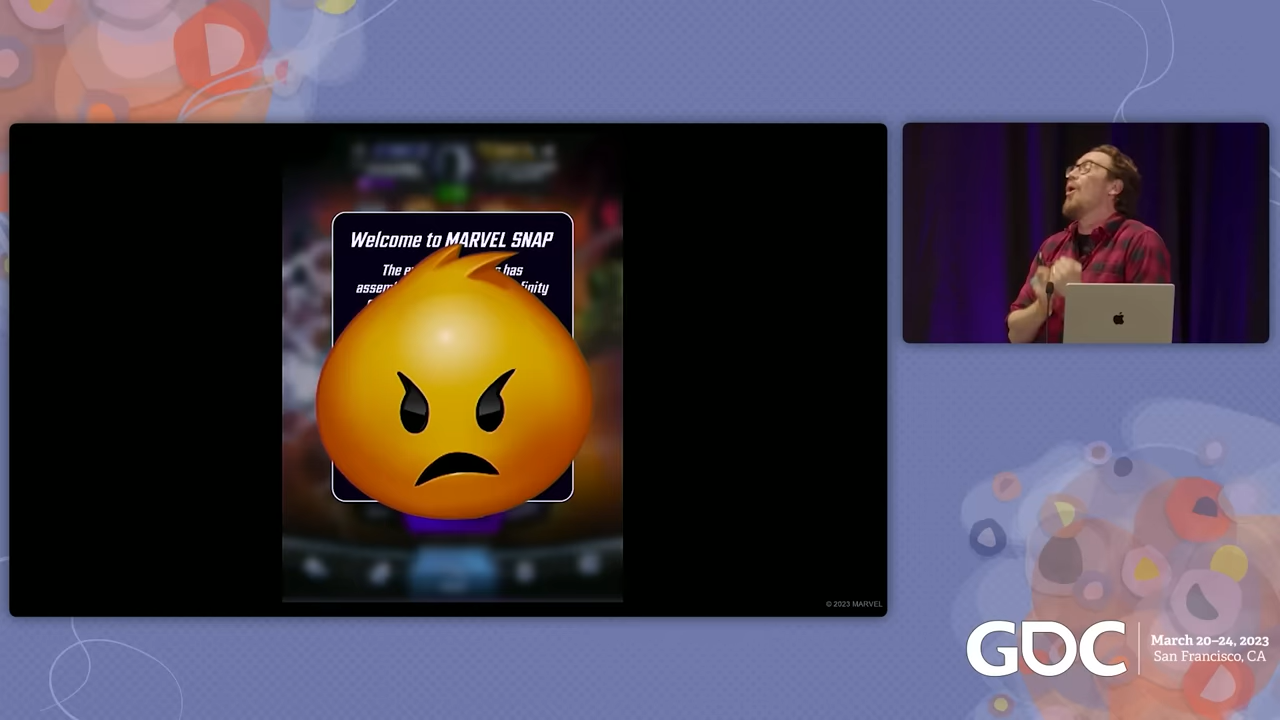 Welcome to MARVEL SNAP
The
has
assem
finity
© 2023 MARVEL
GDC
March 20–24, 2023
San Francisco, CA